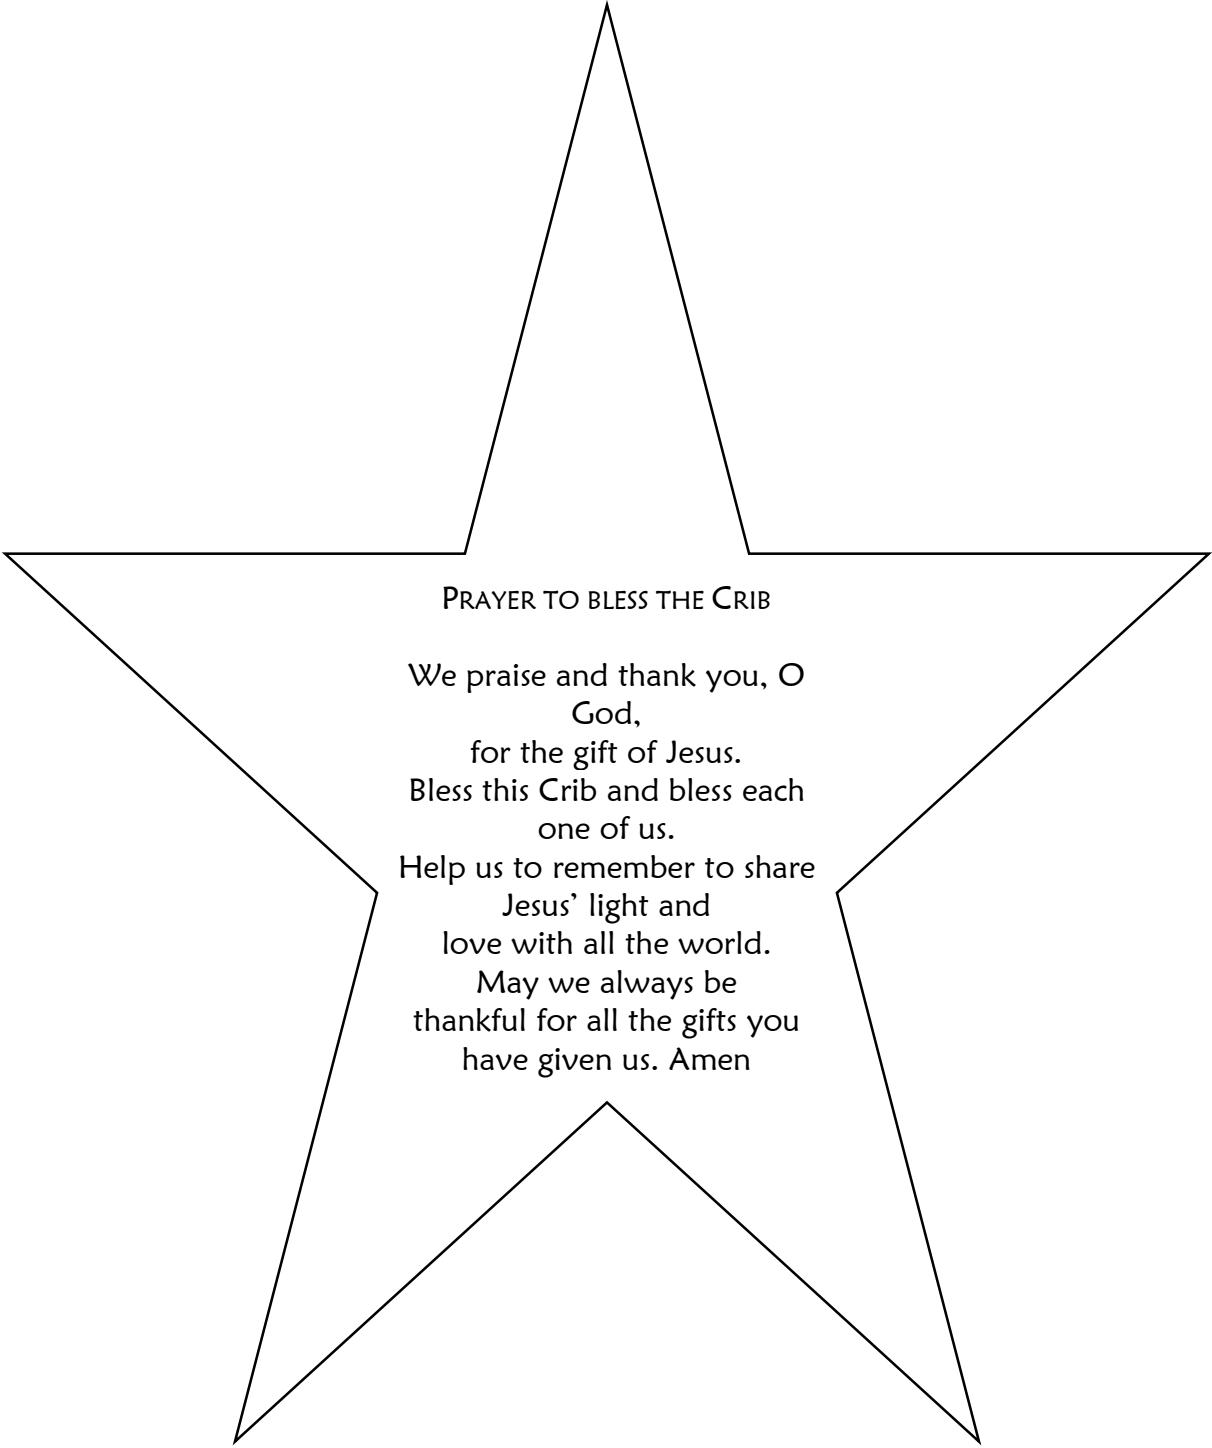 Prayer to bless the Crib
We praise and thank you, O
God,
for the gift of Jesus.
Bless this Crib and bless each
one of us.
Help us to remember to share
Jesus’ light and
love with all the world.
May we always be
thankful for all the gifts you
have given us. Amen